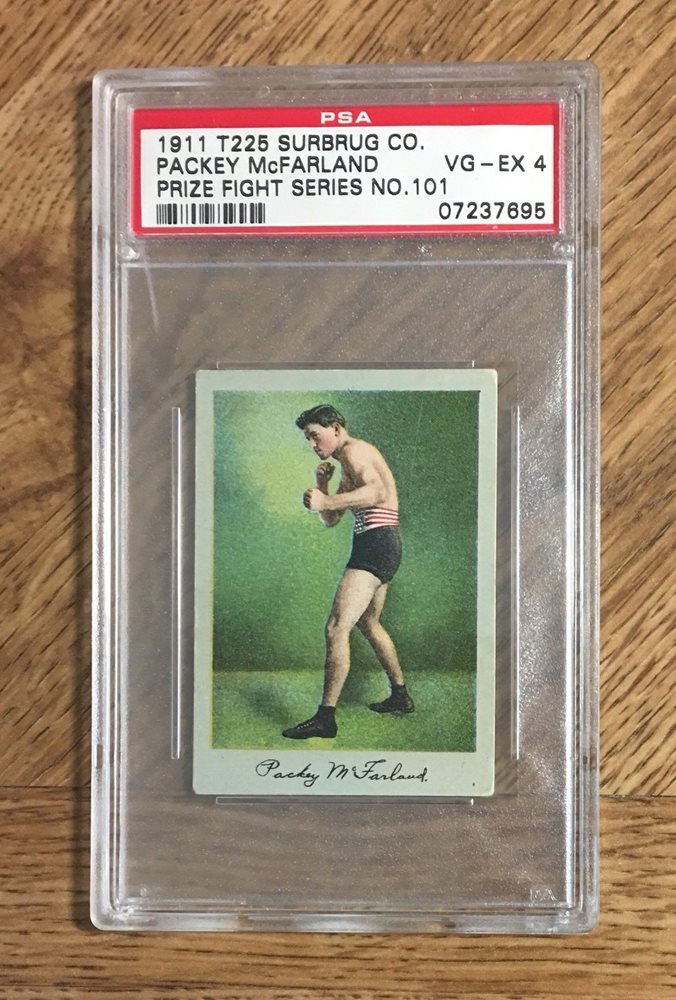 PSA
1911 T225 SURBRUG CO.
PACKEY McFARLAND VG-EX 4
PRIZE FIGHT SERIES NO.101
07237695
Packey McFarland.